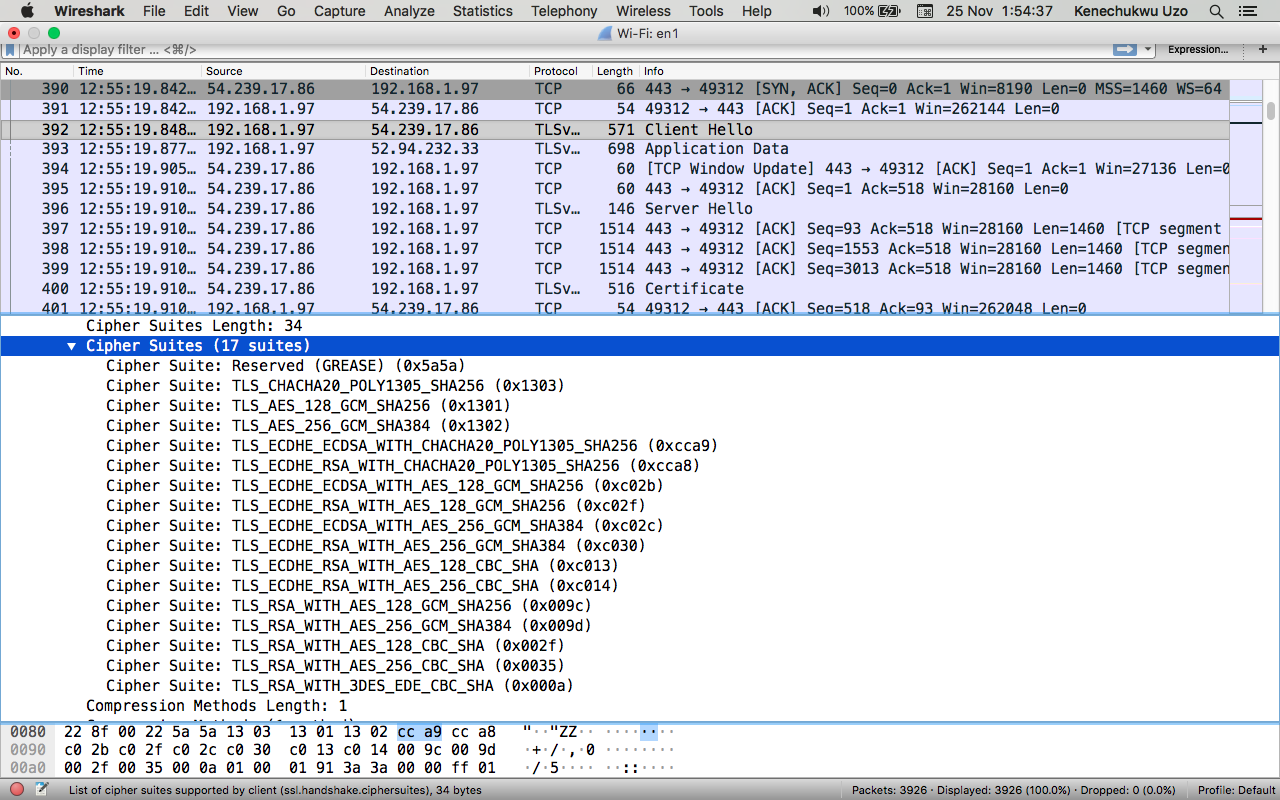 Wireshark File Edit View Go Capture Analyze Statistics Telephony Wireless Tools Help 100% 25 Nov 1:54:37 Kenechukwu Uzo
Wi-Fi: en1
Apply a display filter ... <⌘/> Expression... +
No. Time Source Destination Protocol Length Info
390 12:55:19.842… 54.239.17.86 192.168.1.97 TCP 66 443 → 49312 [SYN, ACK] Seq=0 Ack=1 Win=8190 Len=0 MSS=1460 WS=64
391 12:55:19.842… 192.168.1.97 54.239.17.86 TCP 54 49312 → 443 [ACK] Seq=1 Ack=1 Win=262144 Len=0
392 12:55:19.848… 192.168.1.97 54.239.17.86 TLSv… 571 Client Hello
393 12:55:19.877… 192.168.1.97 52.94.232.33 TLSv… 698 Application Data
394 12:55:19.905… 54.239.17.86 192.168.1.97 TCP 60 [TCP Window Update] 443 → 49312 [ACK] Seq=1 Ack=1 Win=27136 Len=0
395 12:55:19.910… 54.239.17.86 192.168.1.97 TCP 60 443 → 49312 [ACK] Seq=1 Ack=518 Win=28160 Len=0
396 12:55:19.910… 54.239.17.86 192.168.1.97 TLSv… 146 Server Hello
397 12:55:19.910… 54.239.17.86 192.168.1.97 TCP 1514 443 → 49312 [ACK] Seq=93 Ack=518 Win=28160 Len=1460 [TCP segment
398 12:55:19.910… 54.239.17.86 192.168.1.97 TCP 1514 443 → 49312 [ACK] Seq=1553 Ack=518 Win=28160 Len=1460 [TCP segmen
399 12:55:19.910… 54.239.17.86 192.168.1.97 TCP 1514 443 → 49312 [ACK] Seq=3013 Ack=518 Win=28160 Len=1460 [TCP segmen
400 12:55:19.910… 54.239.17.86 192.168.1.97 TLSv… 516 Certificate
401 12:55:19.910… 192.168.1.97 54.239.17.86 TCP 54 49312 → 443 [ACK] Seq=518 Ack=93 Win=262048 Len=0
Cipher Suites Length: 34
Cipher Suites (17 suites)
Cipher Suite: Reserved (GREASE) (0x5a5a)
Cipher Suite: TLS_CHACHA20_POLY1305_SHA256 (0x1303)
Cipher Suite: TLS_AES_128_GCM_SHA256 (0x1301)
Cipher Suite: TLS_AES_256_GCM_SHA384 (0x1302)
Cipher Suite: TLS_ECDHE_ECDSA_WITH_CHACHA20_POLY1305_SHA256 (0xcca9)
Cipher Suite: TLS_ECDHE_RSA_WITH_CHACHA20_POLY1305_SHA256 (0xcca8)
Cipher Suite: TLS_ECDHE_ECDSA_WITH_AES_128_GCM_SHA256 (0xc02b)
Cipher Suite: TLS_ECDHE_RSA_WITH_AES_128_GCM_SHA256 (0xc02f)
Cipher Suite: TLS_ECDHE_ECDSA_WITH_AES_256_GCM_SHA384 (0xc02c)
Cipher Suite: TLS_ECDHE_RSA_WITH_AES_256_GCM_SHA384 (0xc030)
Cipher Suite: TLS_ECDHE_RSA_WITH_AES_128_CBC_SHA (0xc013)
Cipher Suite: TLS_ECDHE_RSA_WITH_AES_256_CBC_SHA (0xc014)
Cipher Suite: TLS_RSA_WITH_AES_128_GCM_SHA256 (0x009c)
Cipher Suite: TLS_RSA_WITH_AES_256_GCM_SHA384 (0x009d)
Cipher Suite: TLS_RSA_WITH_AES_128_CBC_SHA (0x002f)
Cipher Suite: TLS_RSA_WITH_AES_256_CBC_SHA (0x0035)
Cipher Suite: TLS_RSA_WITH_3DES_EDE_CBC_SHA (0x000a)
Compression Methods Length: 1
0080 22 8f 00 22 5a 5a 13 03 13 01 13 02 cc a9 cc a8 "··"ZZ·· ········
0090 c0 2b c0 2f c0 2c c0 30 c0 13 c0 14 00 9c 00 9d ·+·/·,·0 ········
00a0 00 2f 00 35 00 0a 01 00 01 91 3a 3a 00 00 ff 01 ·/·5···· ··::····
List of cipher suites supported by client (ssl.handshake.ciphersuites), 34 bytes Packets: 3926 · Displayed: 3926 (100.0%) · Dropped: 0 (0.0%) Profile: Default